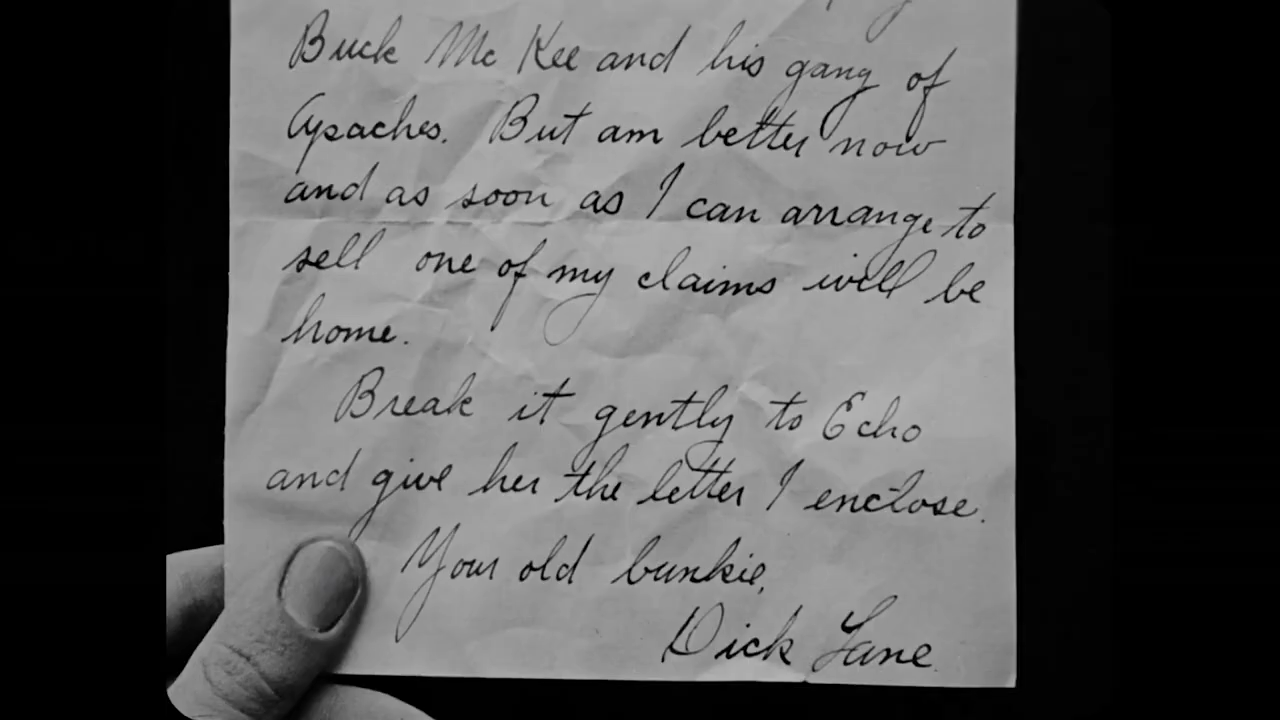 Buck Mc Kee and his gang of
Apaches. But am better now
and as soon as I can arrange to
sell one of my claims will be
home.
Break it gently to Echo
and give her the letter I enclose.
Your old bunkie,
Dick Lane